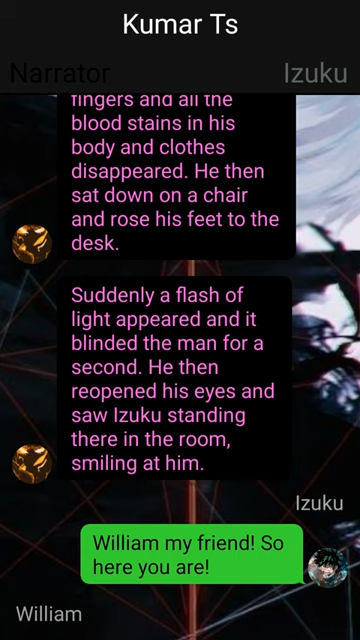 Kumar Ts
Narrator
Izuku
fingers and all the
blood stains in his
body and clothes
disappeared. He then
sat down on a chair
and rose his feet to the
desk.
Suddenly a flash of
light appeared and it
blinded the man for a
second. He then
reopened his eyes and
saw Izuku standing
there in the room,
smiling at him.
Izuku
William my friend! So
here you are!
William